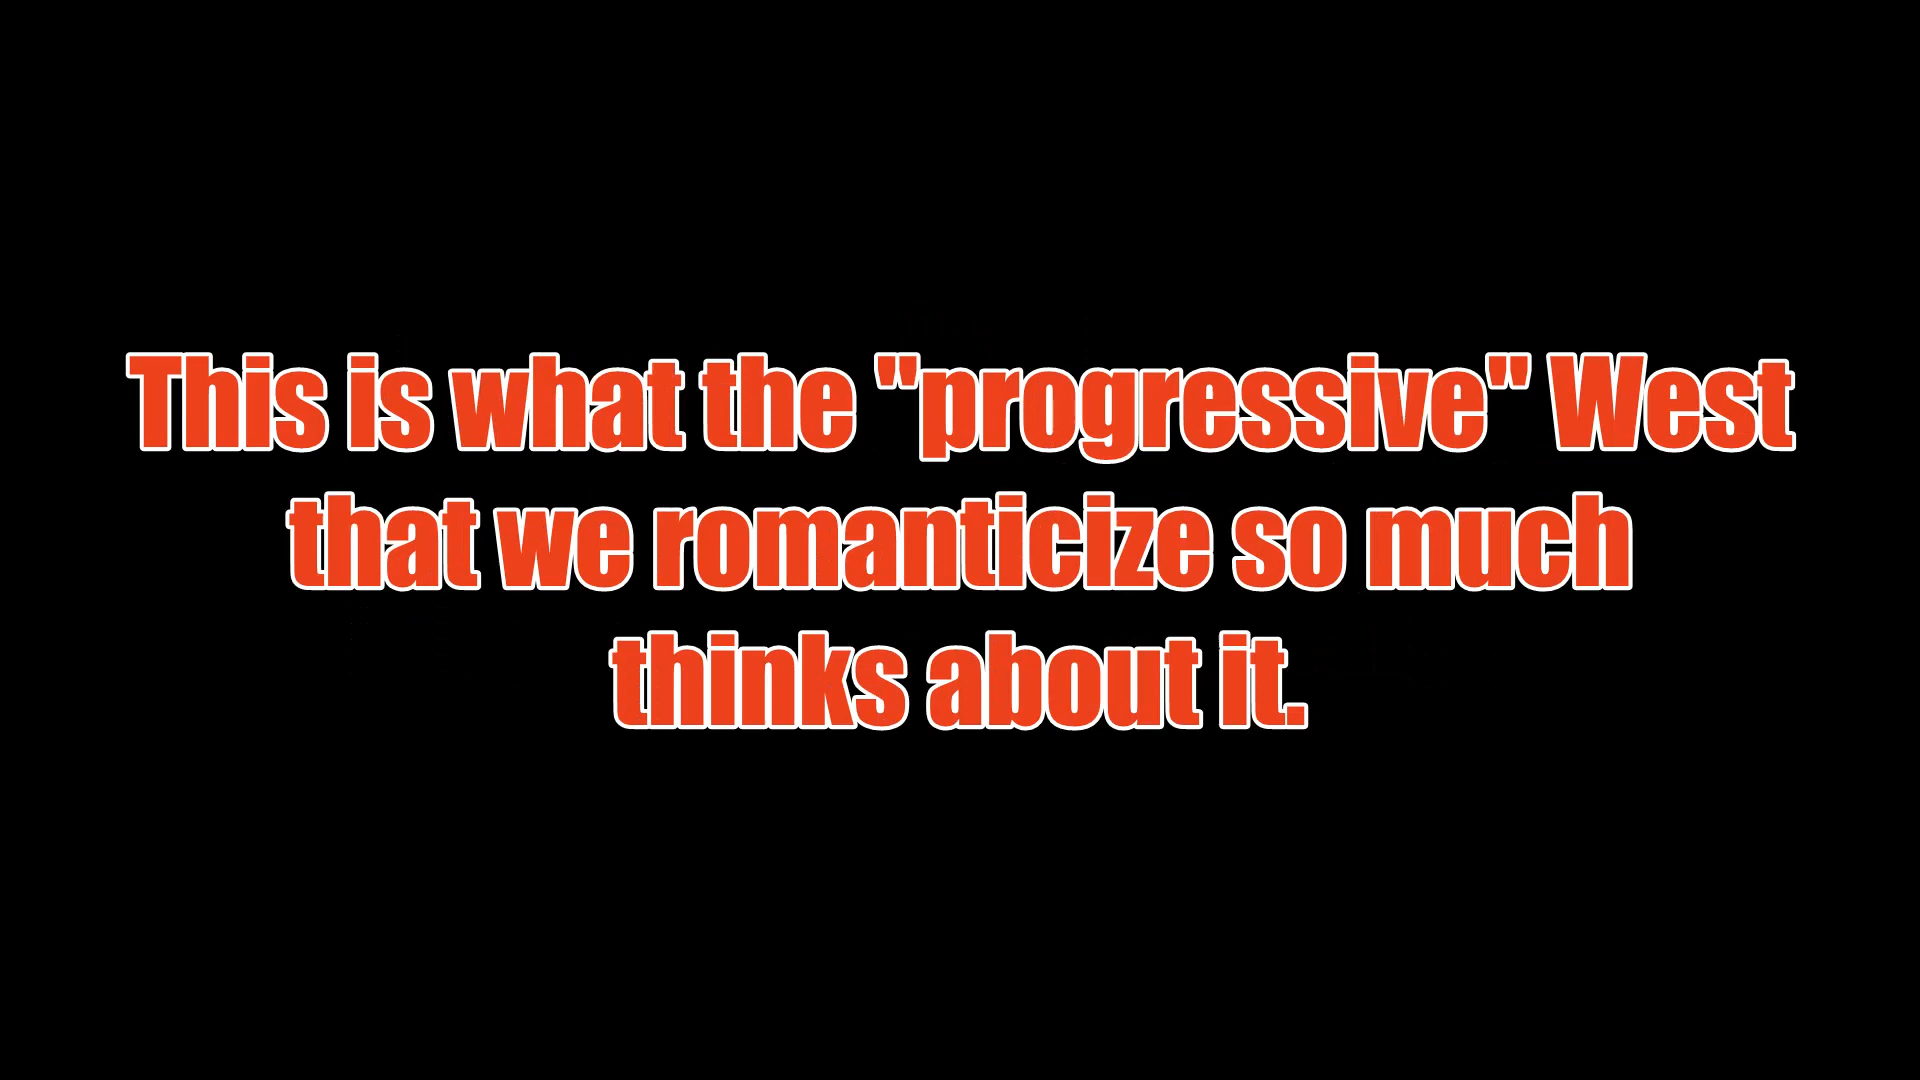 This is what the "progressive" West
that we romanticize so much
thinks about it.